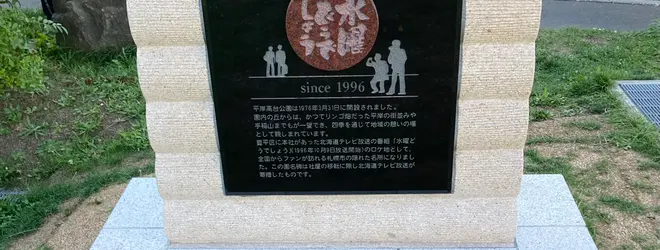 水曜
どうで
しょう
since 1996
平岸高台公園は1976年3月31日に開設されました。
園内の丘からは、かつてリンゴ畑だった平岸の街並みや
手稲山までもが一望でき、四季を通じて地域の憩いの場
として親しまれています。
豊平区に本社があった北海道テレビ放送の番組「水曜ど
うでしょう」(1996年10月9日放送開始)のロケ地として、
全国からファンが訪れる札幌市の隠れた名所になりまし
た。この園名碑は社屋の移転に際し北海道テレビ放送が
寄贈したものです。